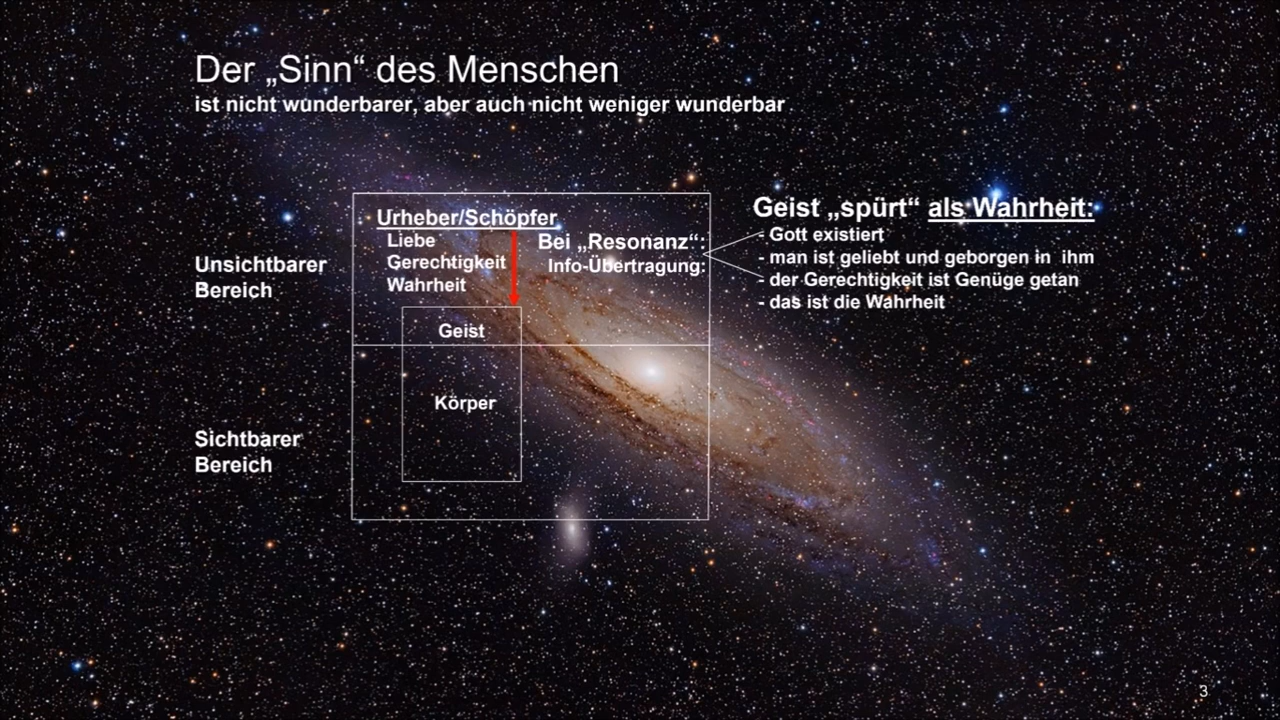 Der „Sinn“ des Menschen
ist nicht wunderbarer, aber auch nicht weniger wunderbar
Unsichtbarer
Bereich
Urheber/Schöpfer
Liebe
Gerechtigkeit
Wahrheit
Bei „Resonanz“:
Info-Übertragung:
Geist „spürt“ als Wahrheit:
- Gott existiert
- man ist geliebt und geborgen in ihm
- der Gerechtigkeit ist Genüge getan
- das ist die Wahrheit
Geist
Körper
Sichtbarer
Bereich
3